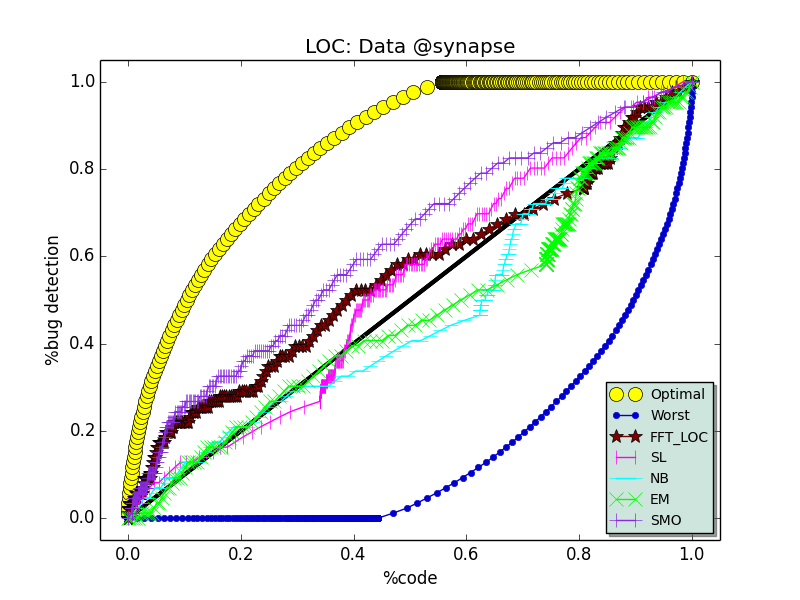 LOC: Data @synapse
1.0
0.8
0.6
0.4
0.2
0.0
%bug detection
0.0 0.2 0.4 0.6 0.8 1.0
%code
Optimal
Worst
FFT_LOC
SL
NB
EM
SMO